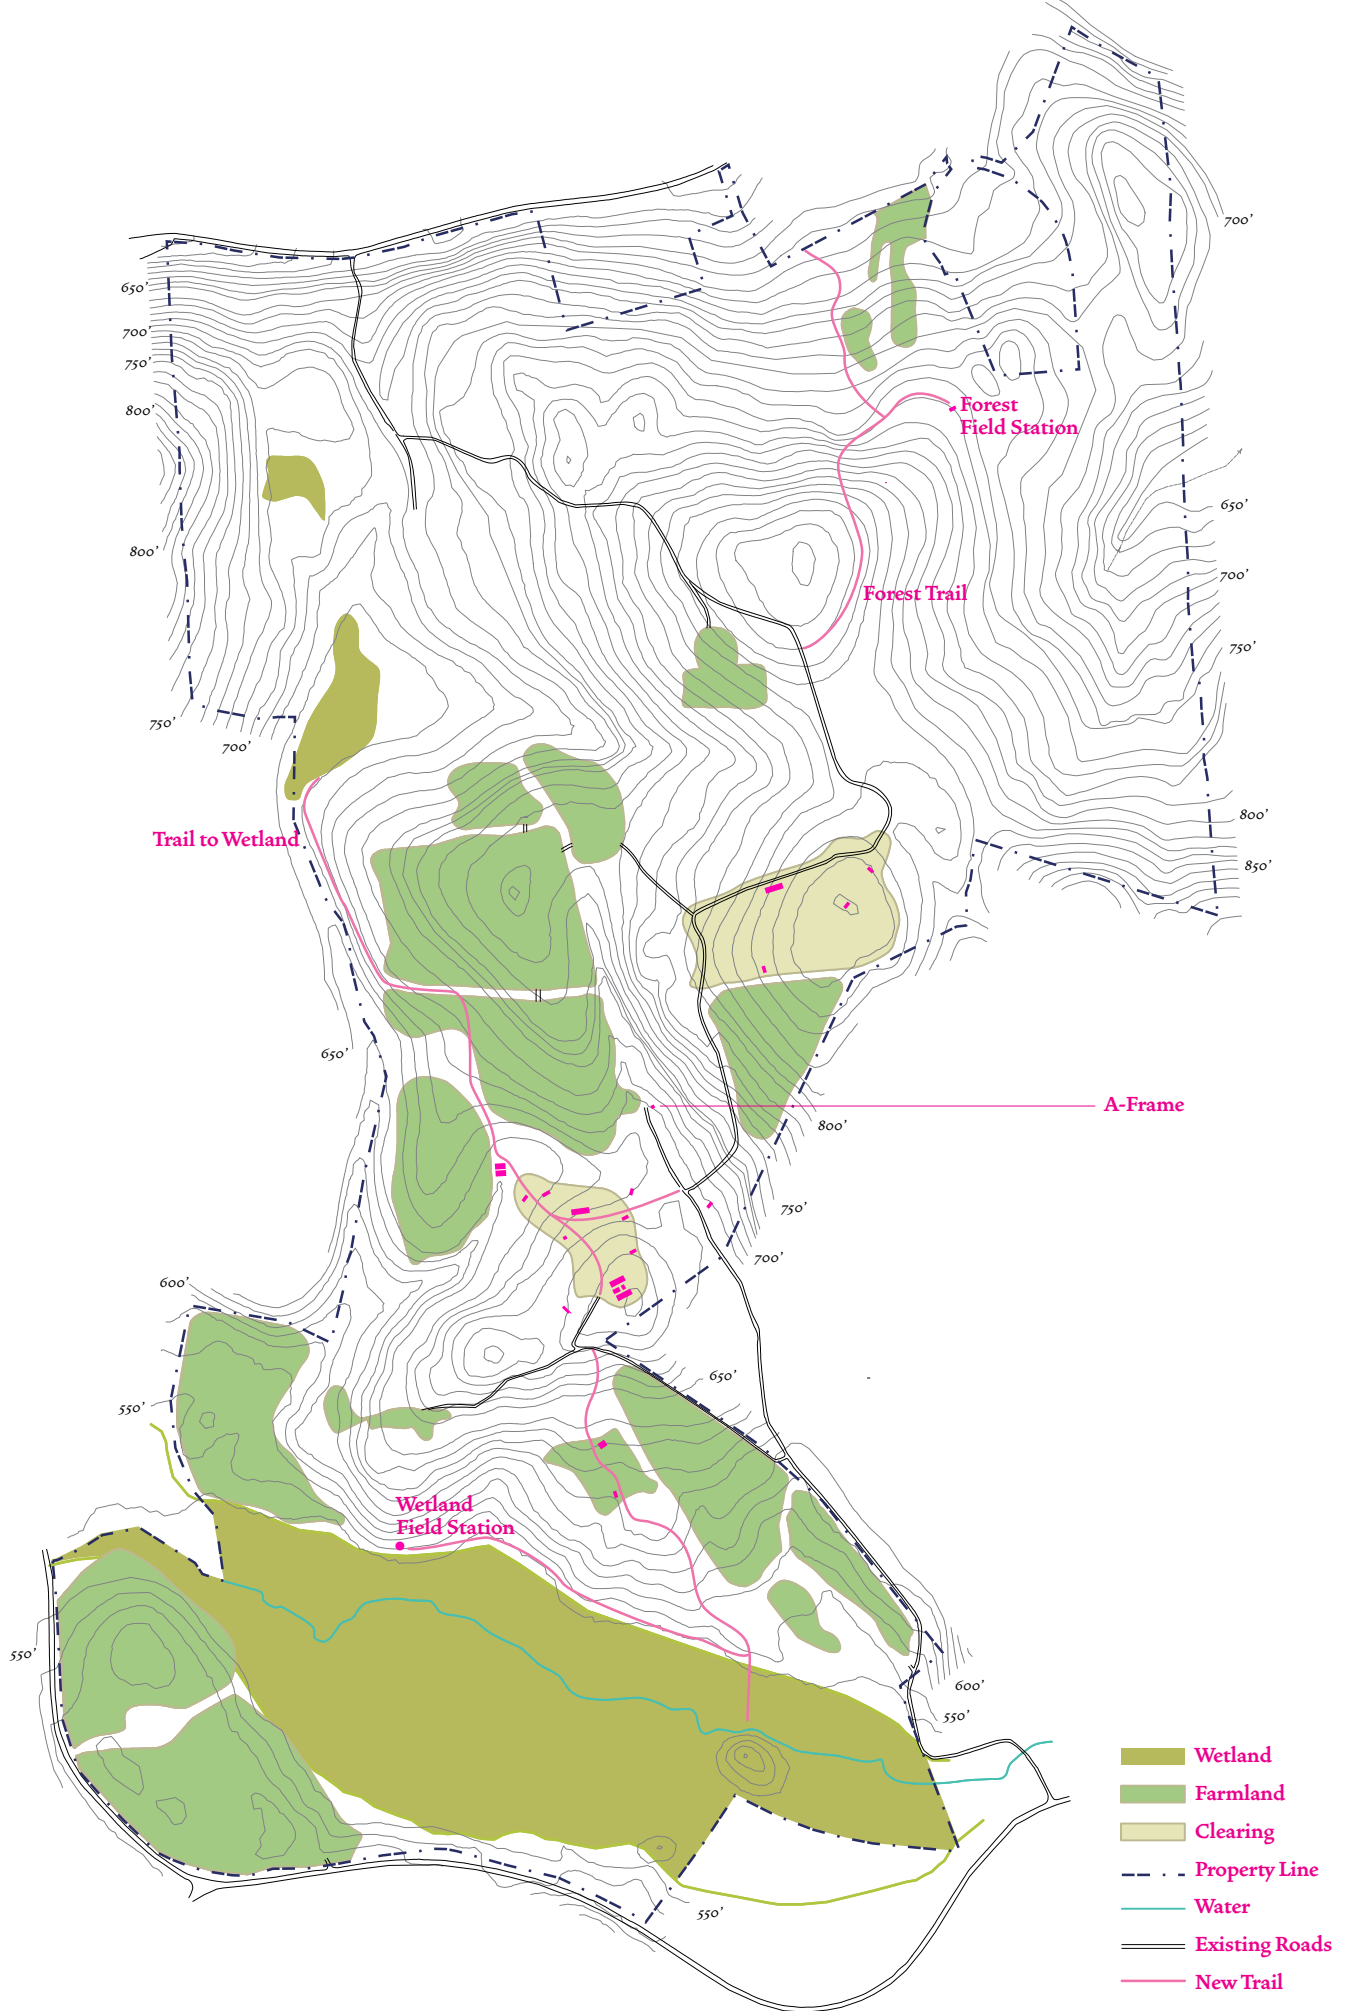 700’
650’
700’
750’
800’
Forest
Field Station
650’
800’
700’
Forest Trail
750’
750’
700’
800’
Trail to Wetland
850’
650’
A-Frame
800’
750’
700’
600’
650’
550’
Wetland
Field Station
550’
600’
550’
550’
Wetland
Farmland
Clearing
Property Line
Water
Existing Roads
New Trail